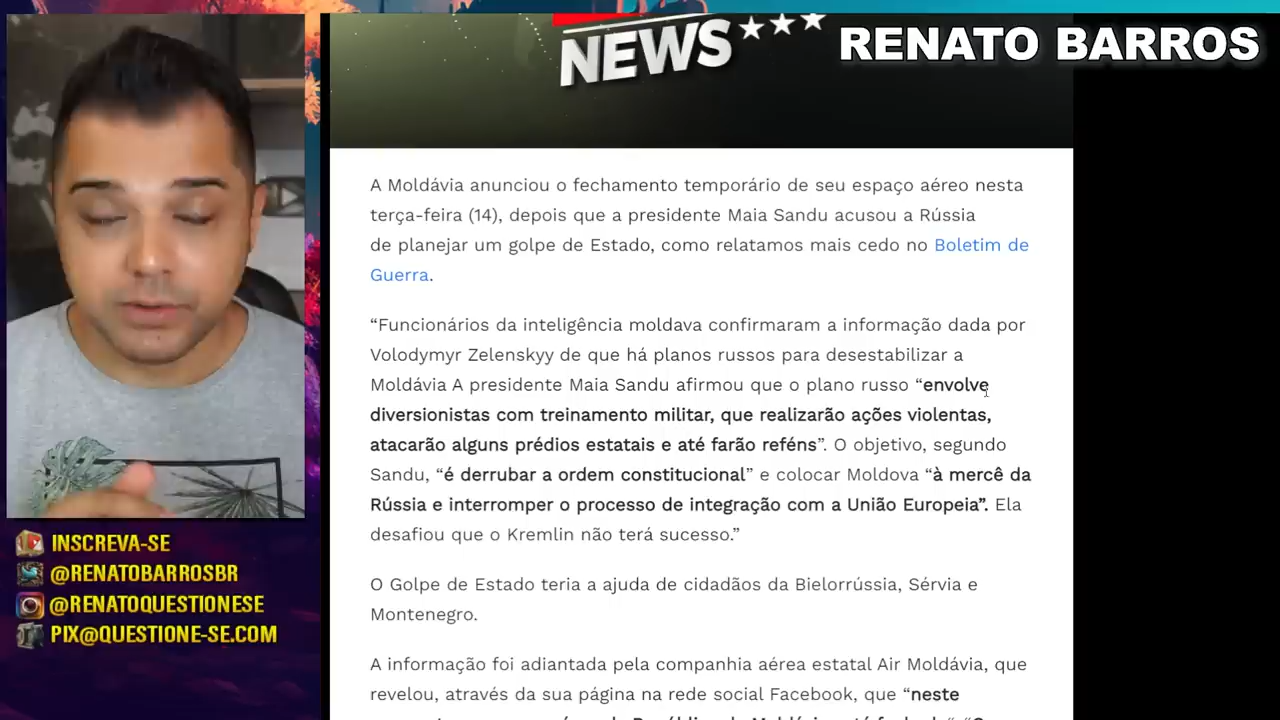 NEWS
RENATO BARROS
A Moldávia anunciou o fechamento temporário de seu espaço aéreo nesta
terça-feira (14), depois que a presidente Maia Sandu acusou a Rússia
de planejar um golpe de Estado, como relatamos mais cedo no Boletim de
Guerra.
“Funcionários da inteligência moldava confirmaram a informação dada por
Volodymyr Zelenskyy de que há planos russos para desestabilizar a
Moldávia A presidente Maia Sandu afirmou que o plano russo “envolve
diversionistas com treinamento militar, que realizarão ações violentas,
atacarão alguns prédios estatais e até farão reféns”. O objetivo, segundo
Sandu, “é derrubar a ordem constitucional” e colocar Moldova “à mercê da
Rússia e interromper o processo de integração com a União Europeia”. Ela
desafiou que o Kremlin não terá sucesso.”
O Golpe de Estado teria a ajuda de cidadãos da Bielorrússia, Sérvia e
Montenegro.
A informação foi adiantada pela companhia aérea estatal Air Moldávia, que
revelou, através da sua página na rede social Facebook, que “neste
INSCREVA-SE
@RENATOBARROSBR
@RENATOQUESTIONESE
PIX@QUESTIONE-SE.COM